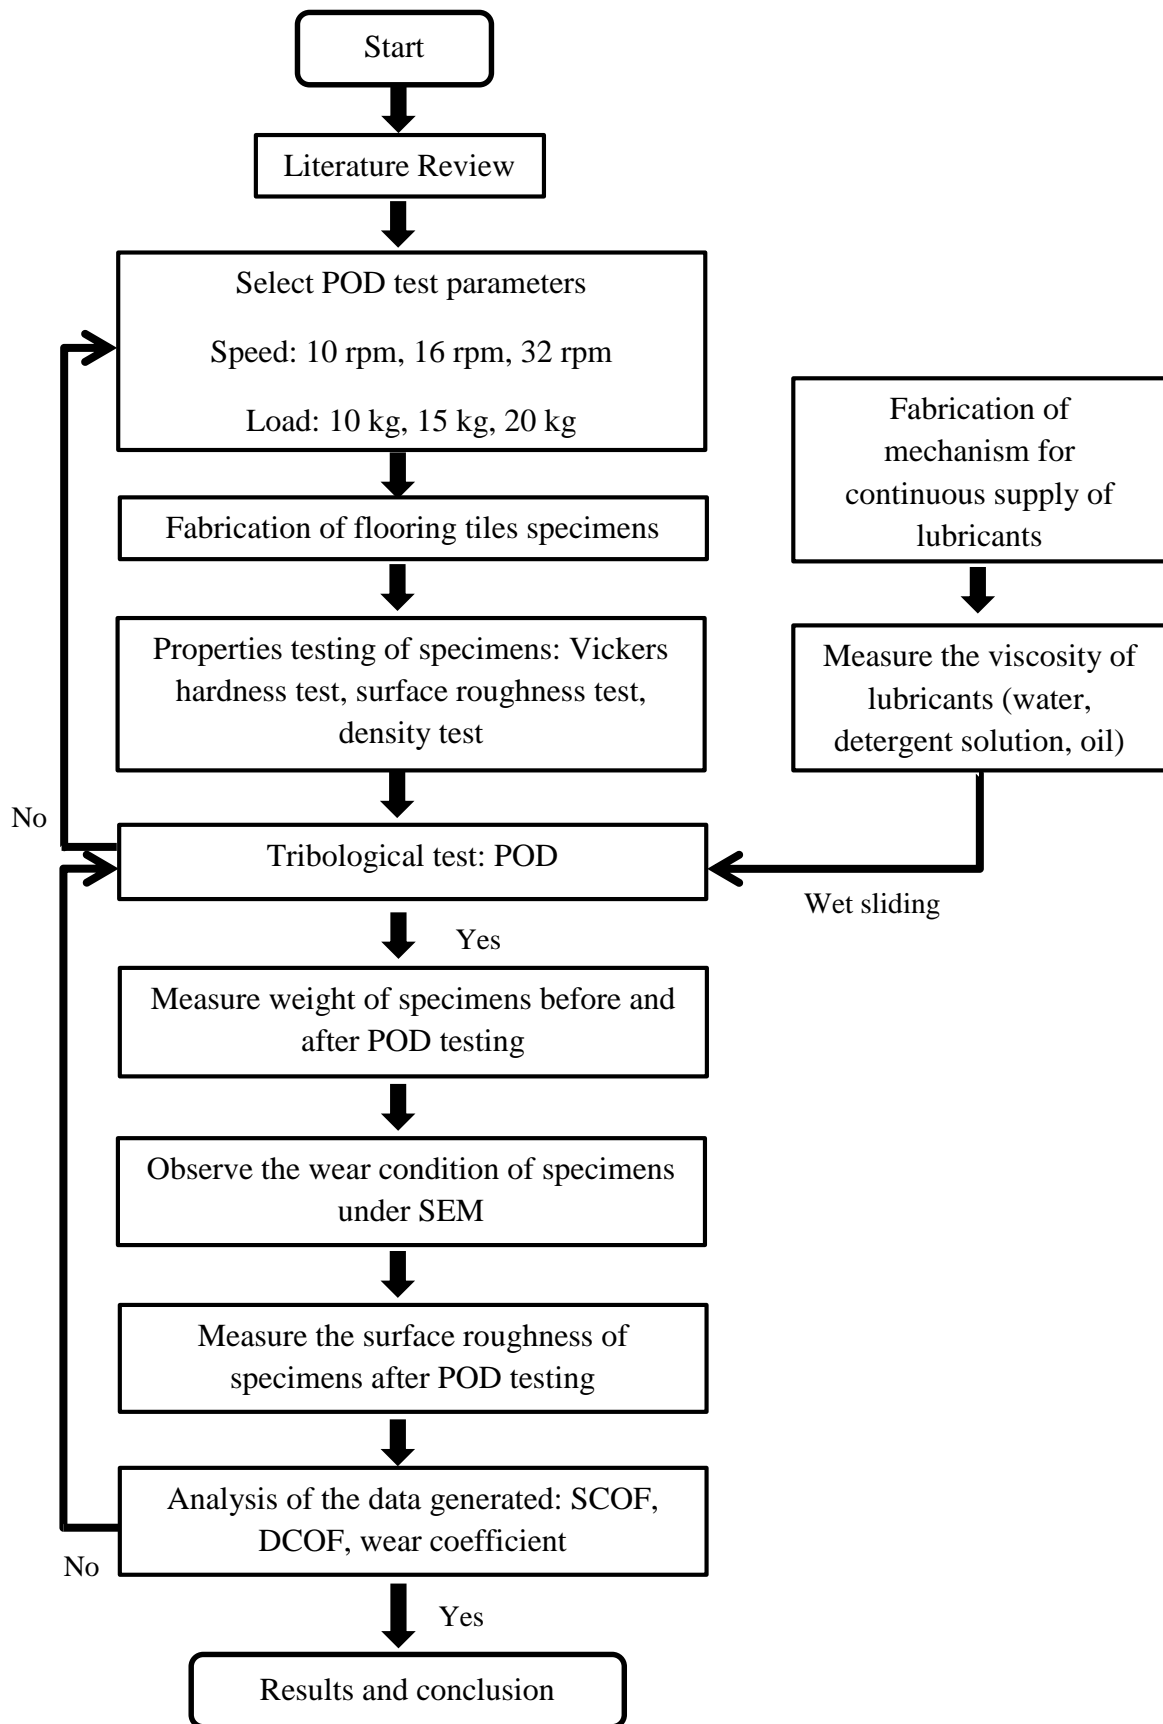 Start
Literature Review
Select POD test parameters
Speed: 10 rpm, 16 rpm, 32 rpm
Load: 10 kg, 15 kg, 20 kg
Fabrication of flooring tiles specimens
Properties testing of specimens: Vickers
hardness test, surface roughness test,
density test
Fabrication of
mechanism for
continuous supply of
lubricants
Measure the viscosity of
lubricants (water,
detergent solution, oil)
No
Tribological test: POD
Wet sliding
Yes
Measure weight of specimens before and
after POD testing
Observe the wear condition of specimens
under SEM
Measure the surface roughness of
specimens after POD testing
Analysis of the data generated: SCOF,
DCOF, wear coefficient
No
Yes
Results and conclusion